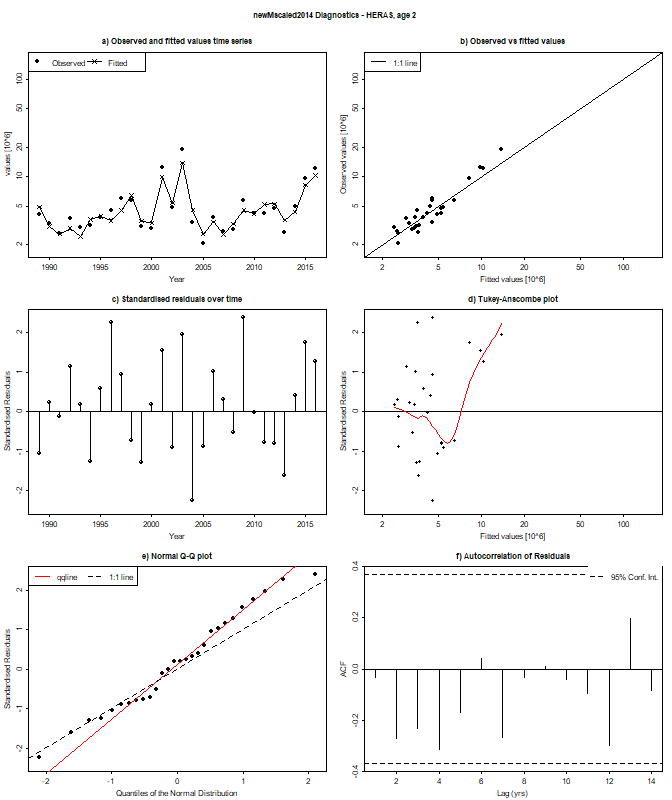 newMscaled2014 Diagnostics - HERAS, age 2
a) Observed and fitted values time series
Observed
Fitted
values [10^6]
2
5
10
20
50
100
1990
1995
2000
2005
2010
2015
Year
b) Observed vs fitted values
1:1 line
Observed values [10^6]
2
5
10
20
50
100
2
5
10
20
50
100
Fitted values [10^6]
c) Standardised residuals over time
Standardised Residuals
-2
-1
0
1
2
1990
1995
2000
2005
2010
2015
Year
d) Tukey-Anscombe plot
Standardised Residuals
-2
-1
0
1
2
2
5
10
20
50
100
Fitted values [10^6]
e) Normal Q-Q plot
qqline
1:1 line
Standardised Residuals
-2
-1
0
1
2
-2
-1
0
1
2
Quantiles of the Normal Distribution
f) Autocorrelation of Residuals
95% Conf. Int.
ACF
-0.4
-0.2
0.0
0.2
0.4
2
4
6
8
10
12
14
Lag (yrs)